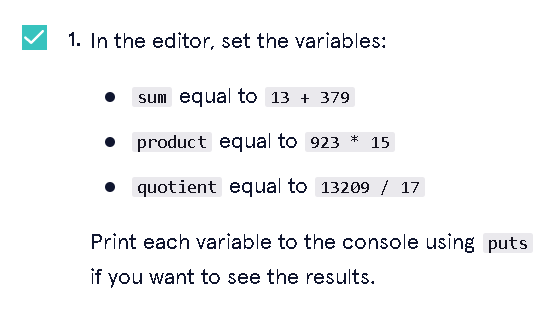 1. In the editor, set the variables:
● sum equal to 13 + 379
● product equal to 923 * 15
● quotient equal to 13209 / 17
Print each variable to the console using puts
if you want to see the results.